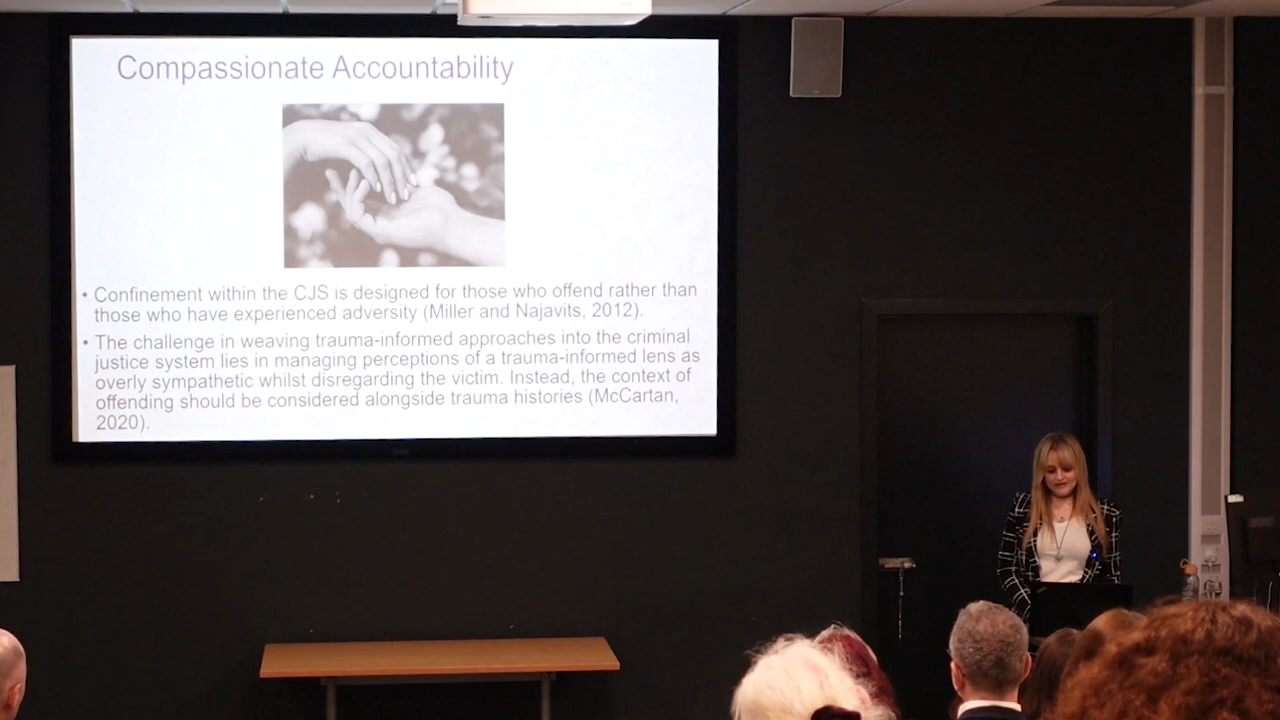 Compassionate Accountability
• Confinement within the CJS is designed for those who offend rather than
those who have experienced adversity (Miller and Najavits, 2012).
• The challenge in weaving trauma-informed approaches into the criminal
justice system lies in managing perceptions of a trauma-informed lens as
overly sympathetic whilst disregarding the victim. Instead, the context of
offending should be considered alongside trauma histories (McCartan,
2020).